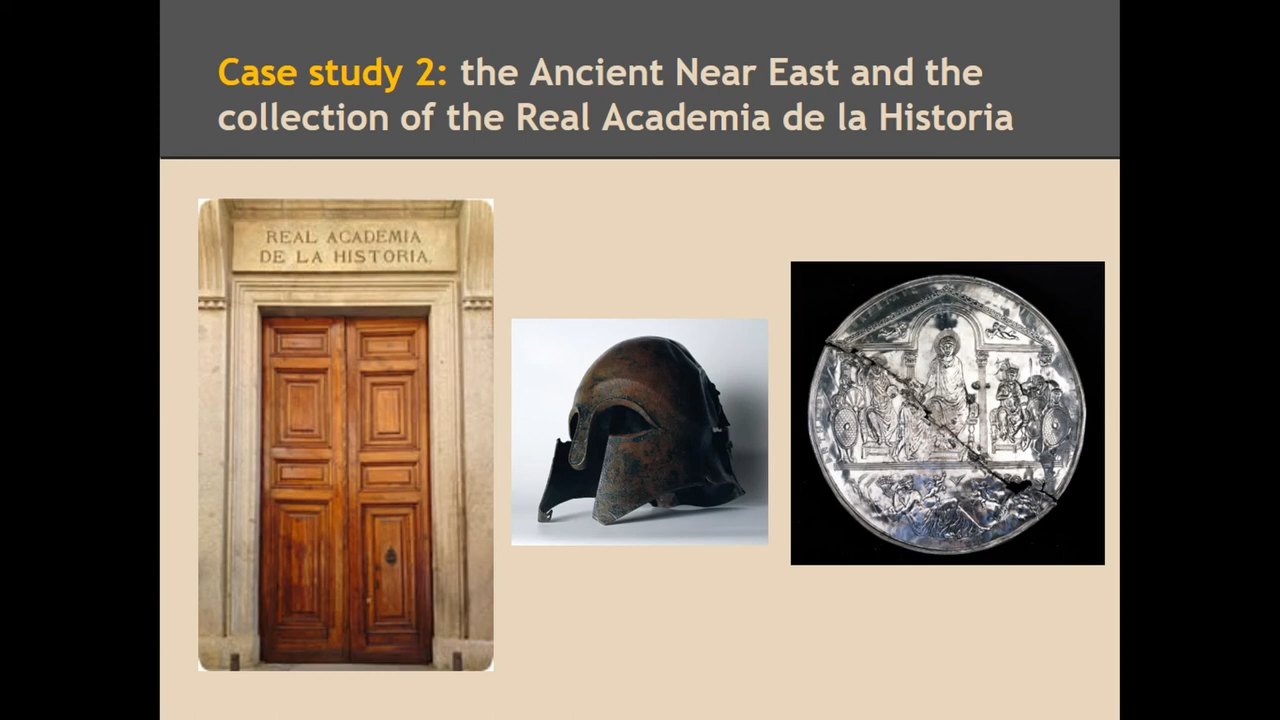 Case study 2: the Ancient Near East and the
collection of the Real Academia de la Historia
REAL ACADEMIA
DE LA HISTORIA.